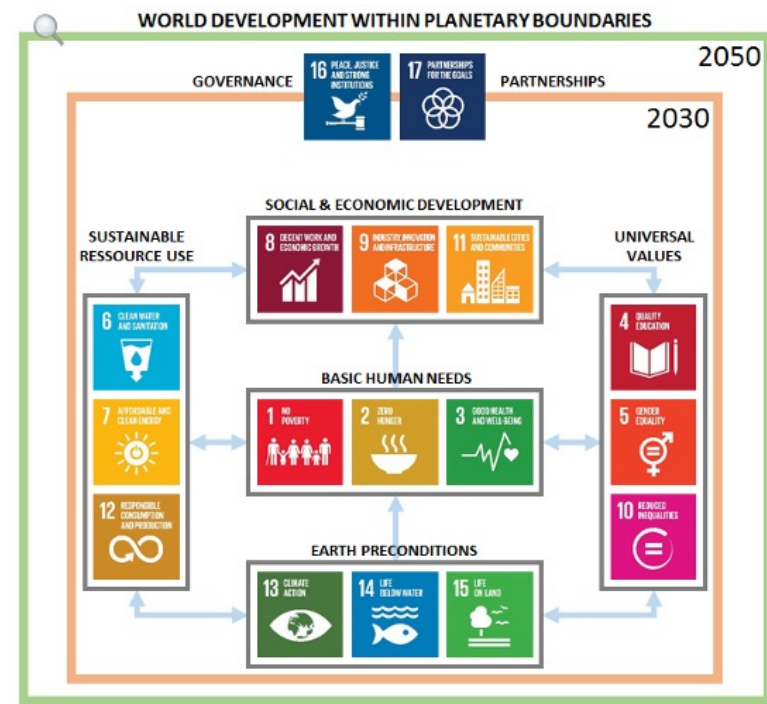 WORLD DEVELOPMENT WITHIN PLANETARY BOUNDARIES
2050
GOVERNANCE
16 PEACE, JUSTICE
AND STRONG
INSTITUTIONS
17 PARTNERSHIPS
FOR THE GOALS
PARTNERSHIPS
2030
SOCIAL & ECONOMIC DEVELOPMENT
8 DECENT WORK AND
ECONOMIC GROWTH
9 INDUSTRY, INNOVATION
AND INFRASTRUCTURE
11 SUSTAINABLE CITIES
AND COMMUNITIES
SUSTAINABLE
RESSOURCE USE
6 CLEAN WATER
AND SANITATION
7 AFFORDABLE AND
CLEAN ENERGY
12 RESPONSIBLE
CONSUMPTION
AND PRODUCTION
UNIVERSAL
VALUES
4 QUALITY
EDUCATION
5 GENDER
EQUALITY
10 REDUCED
INEQUALITIES
BASIC HUMAN NEEDS
1 NO
POVERTY
2 ZERO
HUNGER
3 GOOD HEALTH
AND WELL-BEING
EARTH PRECONDITIONS
13 CLIMATE
ACTION
14 LIFE
BELOW WATER
15 LIFE
ON LAND